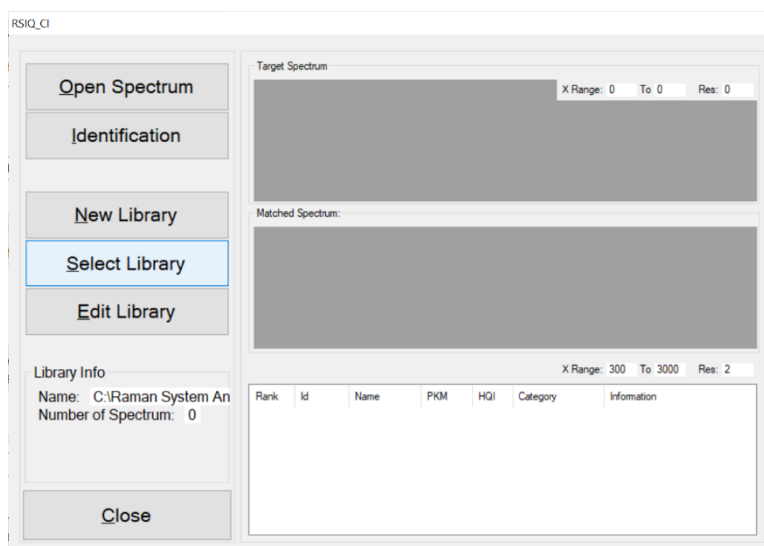 RSIQ_CI
Open Spectrum
Identification
New Library
Select Library
Edit Library
Library Info
Name: C:\Raman System An
Number of Spectrum: 0
Close
Target Spectrum
X Range: 0 To 0 Res: 0
Matched Spectrum:
X Range: 300 To 3000 Res: 2
Rank Id Name PKM HQI Category Information